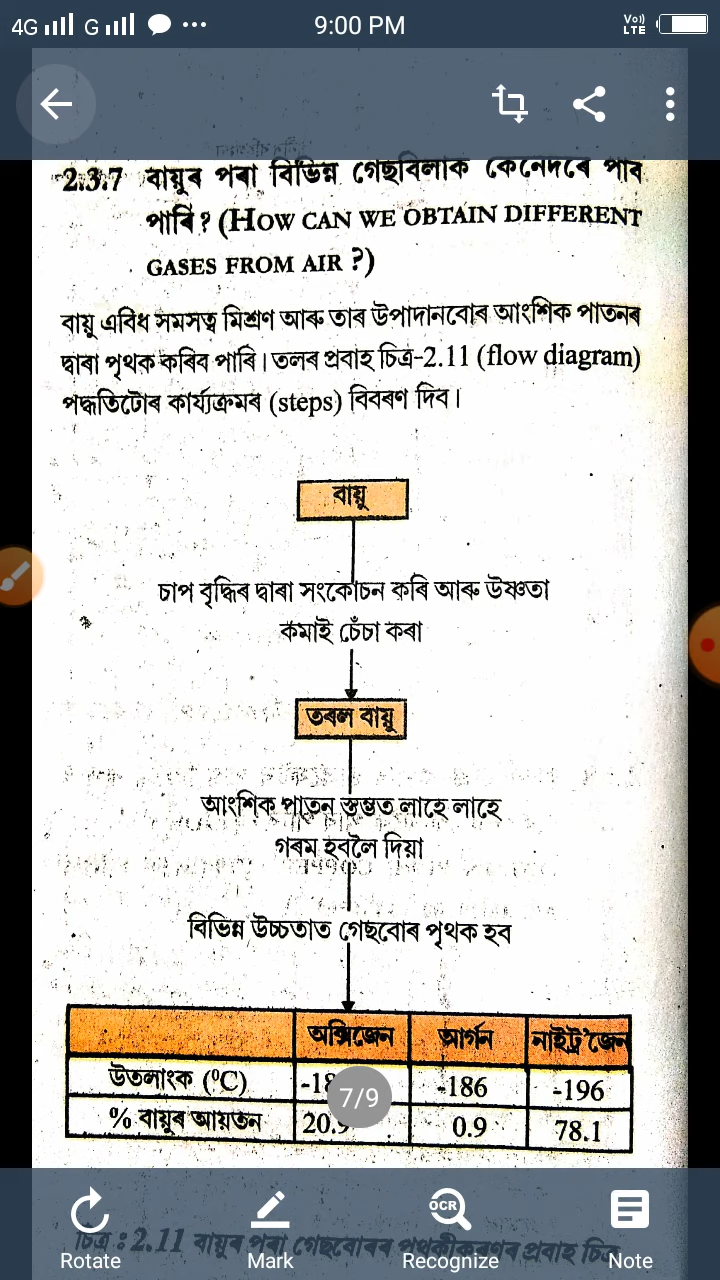 4G G ... 9:00 PM Vo)) LTE
2.3.7 বায়ুৰ পৰা বিভিন্ন গেছবিলাক কেনেদৰে পাব
পাৰি? (HOW CAN WE OBTAIN DIFFERENT
GASES FROM AIR ?)
বায়ু এবিধ সমসত্ব মিশ্ৰণ আৰু তাৰ উপাদানবোৰ আংশিক পাতনৰ
দ্বাৰা পৃথক কৰিব পাৰি। তলৰ প্ৰবাহ চিত্ৰ-2.11 (flow diagram)
পদ্ধতিটোৰ কাৰ্য্যক্ৰমৰ (steps) বিবৰণ দিব।
বায়ু
চাপ বৃদ্ধিৰ দ্বাৰা সংকোচন কৰি আৰু উষ্ণতা
কমাই চেঁচা কৰা
তৰল বায়ু
আংশিক পাতন স্তম্ভত লাহে লাহে
গৰম হবলৈ দিয়া
বিভিন্ন উচ্চতাত গেছবোৰ পৃথক হব
অক্সিজেন আৰ্গন নাইট্ৰ'জেন
উতলাংক (⁰C) -18 -186 -196
% বায়ুৰ আয়তন 20.9 0.9 78.1
7/9
চিত্ৰ : 2.11 বায়ুৰ পৰা গেছবোৰৰ পৃথকীকৰণৰ প্ৰবাহ চিত্ৰ
OCR
Rotate Mark Recognize Note